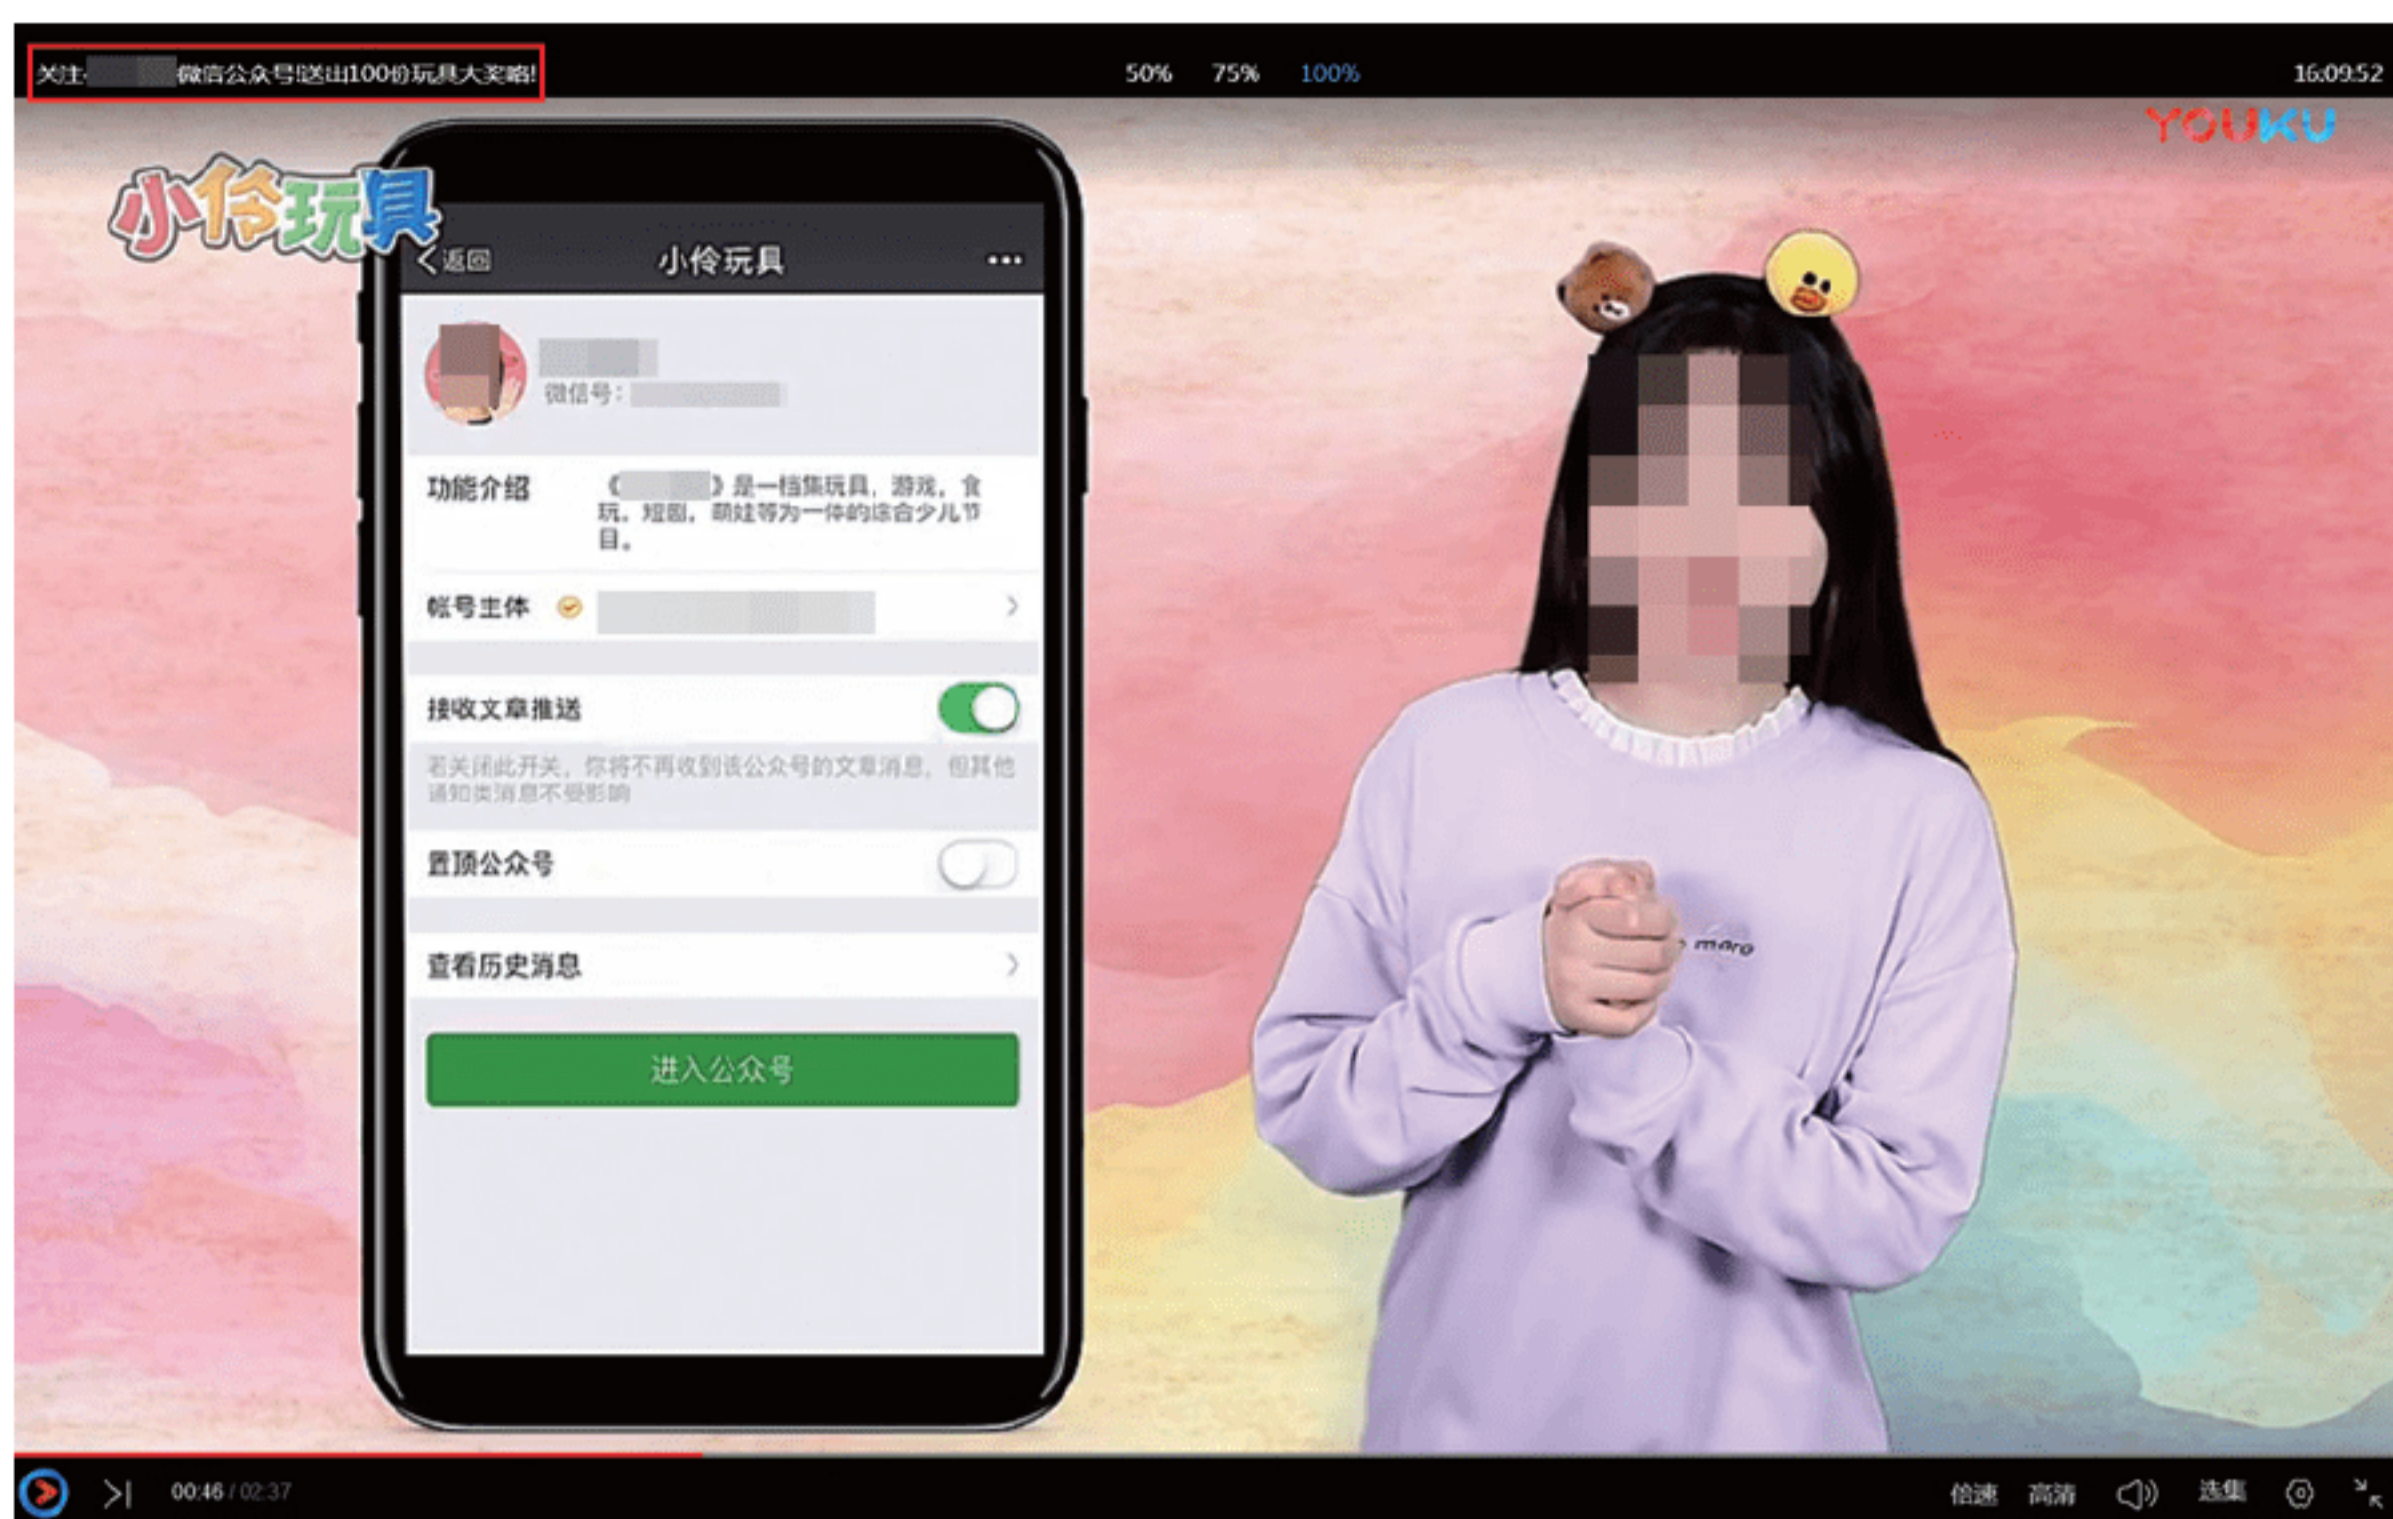 关注 微信公众号!送出100份玩具大奖略!
50% 75% 100%
16:09:52
YOUKU
小伶玩具
返回 小伶玩具
微信号:
功能介绍
《 》是一档集玩具,游戏,食
玩,短剧,萌娃等为一体的综合少儿节
目。
帐号主体
接收文章推送
若关闭此开关,你将不再收到该公众号的文章消息,但其他
通知类消息不受影响
置顶公众号
查看历史消息
进入公众号
more
00:46 / 02:37
倍速 高清 选集